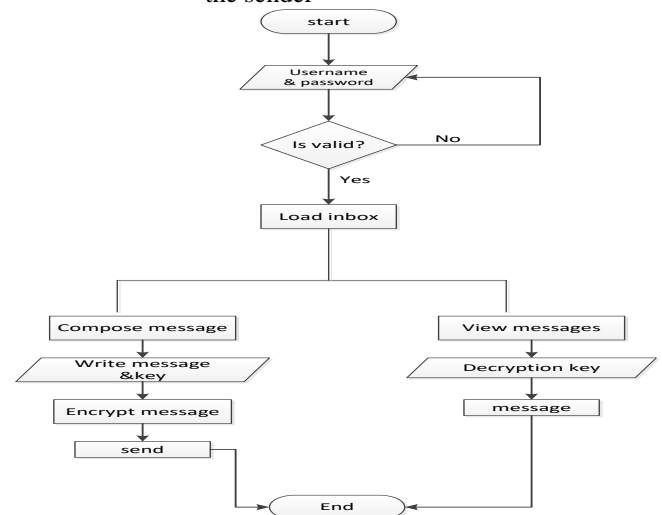 the sender
start
Username
& password
Is valid?
No
Yes
Load inbox
Compose message
View messages
Write message
&key
Decryption key
Encrypt message
message
send
End